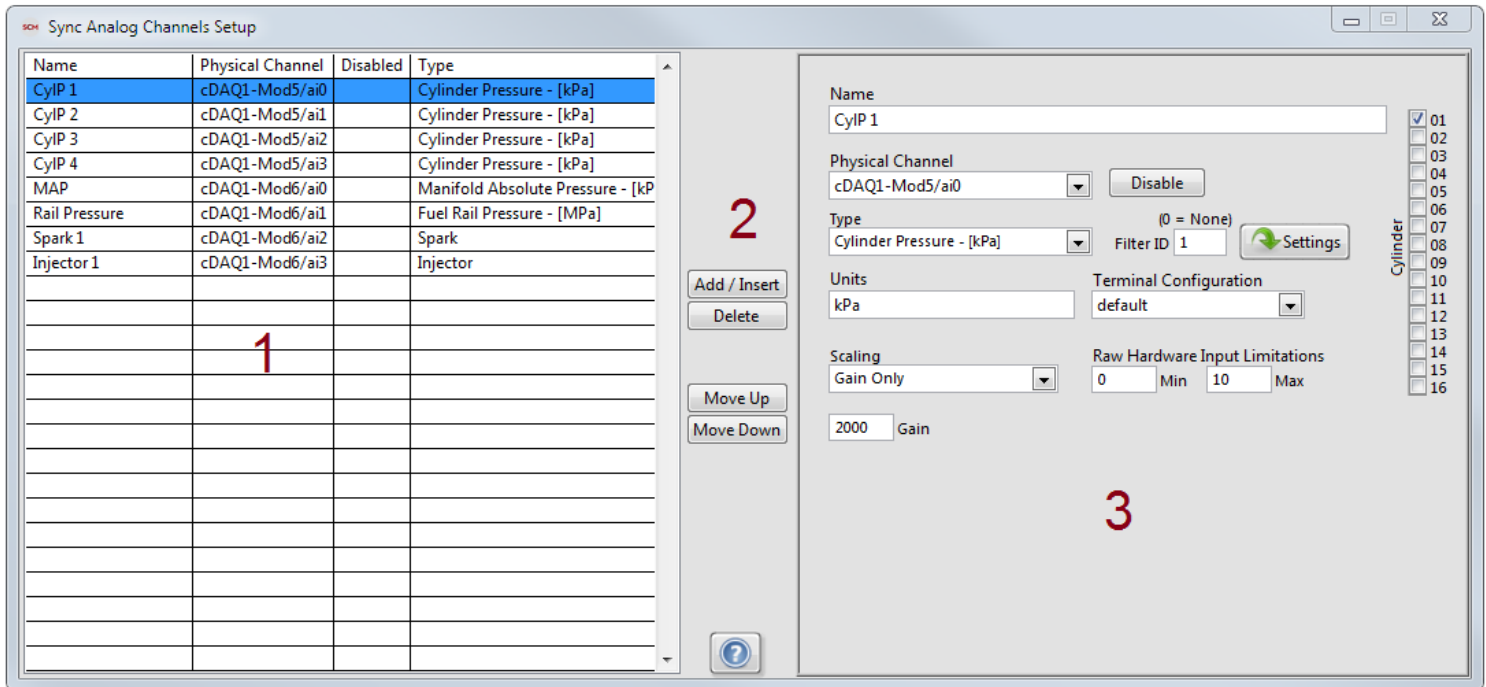 SCM Sync Analog Channels Setup
Name Physical Channel Disabled Type
CylP 1 cDAQ1-Mod5/ai0 Cylinder Pressure - [kPa]
CylP 2 cDAQ1-Mod5/ai1 Cylinder Pressure - [kPa]
CylP 3 cDAQ1-Mod5/ai2 Cylinder Pressure - [kPa]
CylP 4 cDAQ1-Mod5/ai3 Cylinder Pressure - [kPa]
MAP cDAQ1-Mod6/ai0 Manifold Absolute Pressure - [kP
Rail Pressure cDAQ1-Mod6/ai1 Fuel Rail Pressure - [MPa]
Spark 1 cDAQ1-Mod6/ai2 Spark
Injector 1 cDAQ1-Mod6/ai3 Injector
1
2
Add / Insert
Delete
Move Up
Move Down
?
Name
CylP 1
Physical Channel
cDAQ1-Mod5/ai0 Disable
Type (0 = None)
Cylinder Pressure - [kPa] Filter ID 1 Settings
Units Terminal Configuration
kPa default
Scaling Raw Hardware Input Limitations
Gain Only 0 Min 10 Max
2000 Gain
3
Cylinder
01
02
03
04
05
06
07
08
09
10
11
12
13
14
15
16